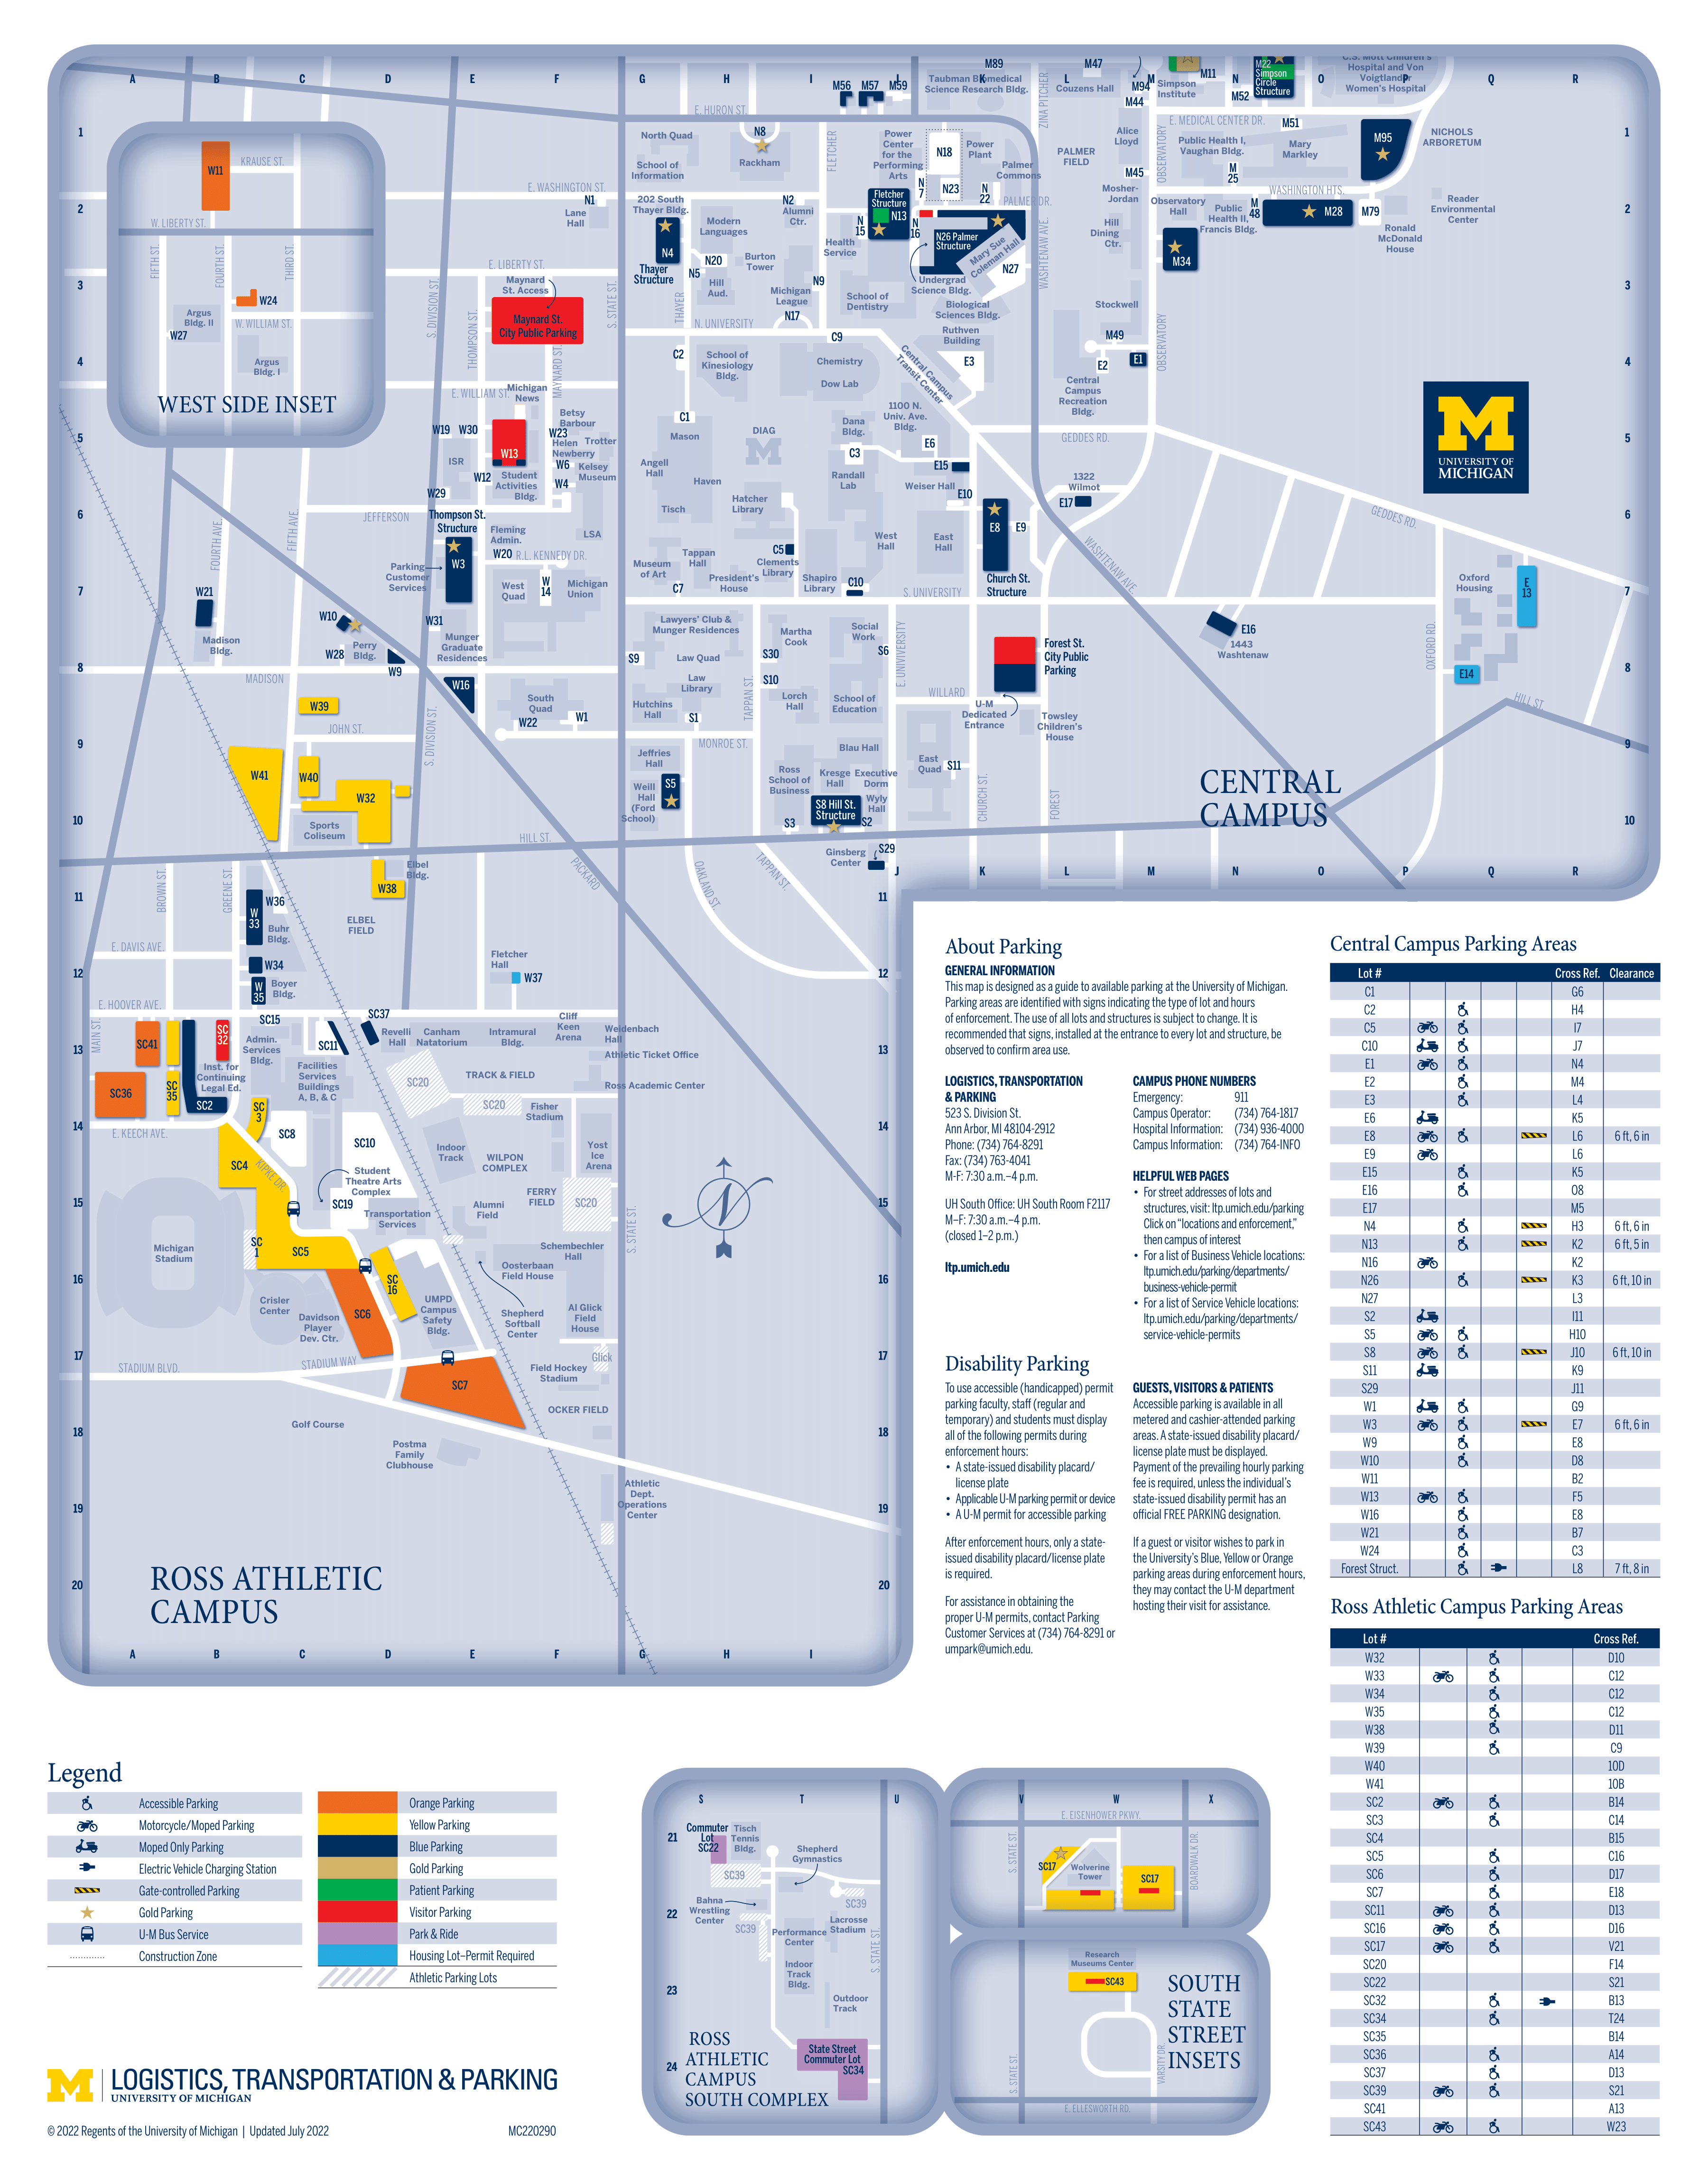 A B C D E F G H I J K L M N O P Q R
M56 M57 M59
M89
Taubman Biomedical
Science Research Bldg.
M47
Couzens Hall
M94
M44
Simpson
Institute
M11
M52
M22
Simpson
Circle
Structure
C.S. Mott Children's
Hospital and Von
Voigtlander
Women's Hospital
E. HURON ST.
ZINA PITCHER
E. MEDICAL CENTER DR.
M51
1
North Quad
School of
Information
N8
Rackham
FLETCHER
Power
Center
for the
Performing
Arts
N18
Power
Plant
Palmer
Commons
N23
N
7
N
22
PALMER DR.
PALMER
FIELD
Alice
Lloyd
M45
Mosher-
Jordan
OBSERVATORY
Public Health I,
Vaughan Bldg.
Mary
Markley
M
25
M95
NICHOLS
ARBORETUM
1
WASHINGTON HTS.
W11
KRAUSE ST.
W. LIBERTY ST.
FIFTH ST.
FOURTH ST.
THIRD ST.
W24
W. WILLIAM ST.
Argus
Bldg. II
W27
Argus
Bldg. I
WEST SIDE INSET
2
E. WASHINGTON ST.
N1
Lane
Hall
202 South
Thayer Bldg.
N4
Thayer
Structure
Modern
Languages
N2
Alumni
Ctr.
N
15
Health
Service
Fletcher
Structure
N13
N
16
N26 Palmer
Structure
Mary Sue
Coleman Hall
N27
WASHTENAW AVE.
Hill
Dining
Ctr.
Observatory
Hall
Public
Health II,
Francis Bldg.
M
48
M28
M79
Ronald
McDonald
House
Reader
Environmental
Center
2
M34
E. LIBERTY ST.
Maynard
St. Access
N20
N5
Hill
Aud.
Burton
Tower
Michigan
League
N9
N17
School of
Dentistry
Undergrad
Science Bldg.
Biological
Sciences Bldg.
Ruthven
Building
Stockwell
3
3
S. DIVISION ST.
THOMPSON ST.
Maynard St.
City Public Parking
MAYNARD ST.
S. STATE ST.
THAYER
N. UNIVERSITY
C9
C2
School of
Kinesiology
Bldg.
Chemistry
Dow Lab
Central Campus
Transit Center
E3
M49
E2
E1
OBSERVATORY
Central
Campus
Recreation
Bldg.
4
4
E. WILLIAM ST.
Michigan
News
Betsy
Barbour
W23
Helen
Newberry
Trotter
W19 W30
ISR
W13
W12
Student
Activities
Bldg.
W6
Kelsey
Museum
W4
W29
C1
Mason
DIAG
Angell
Hall
Haven
Hatcher
Library
Tisch
Dana
Bldg.
1100 N.
Univ. Ave.
Bldg.
C3
E6
E15
Randall
Lab
Weiser Hall
E10
GEDDES RD.
1322
Wilmot
E17
5
5
UNIVERSITY OF
MICHIGAN
6
JEFFERSON
Thompson St.
Structure
Fleming
Admin.
LSA
W20
R.L. KENNEDY DR.
W3
Parking
Customer
Services
West
Quad
W
14
Michigan
Union
Museum
of Art
Tappan
Hall
President's
House
C5
Clements
Library
Shapiro
Library
C10
C7
West
Hall
East
Hall
E8
E9
Church St.
Structure
WASHTENAW AVE.
GEDDES RD.
6
FOURTH AVE.
FIFTH AVE.
7
W21
Madison
Bldg.
W10
W28
Perry
Bldg.
W9
W31
Munger
Graduate
Residences
S. UNIVERSITY
Lawyers' Club &
Munger Residences
S9
Law Quad
Law
Library
Hutchins
Hall
S1
Martha
Cook
S30
S10
Lorch
Hall
Social
Work
S6
School of
Education
E. UNIVIVERSITY
WILLARD
Forest St.
City Public
Parking
U-M
Dedicated
Entrance
Towsley
Children's
House
E16
1443
Washtenaw
Oxford
Housing
E
13
E14
OXFORD RD.
HILL ST.
7
8
8
MADISON
W16
W39
JOHN ST.
South
Quad
W22
W1
TAPPAN ST.
MONROE ST.
S. DIVISION ST.
9
9
W41
W40
W32
Sports
Coliseum
Jeffries
Hall
Weill
Hall
(Ford
School)
S5
Ross
School of
Business
Blau Hall
Kresge
Hall
Executive
Dorm
Wyly
Hall
S8 Hill St.
Structure
S3
S2
East
Quad
S11
CHURCH ST.
FOREST
CENTRAL
CAMPUS
10
10
HILL ST.
PACKARD
Ginsberg
Center
S29
OAKLAND ST.
TAPPAN ST.
J K L M N O P Q R
BROWN ST.
GREENE ST.
W38
Elbel
Bldg.
11
11
W36
W
33
Buhr
Bldg.
ELBEL
FIELD
E. DAVIS AVE.
W34
W
35
Boyer
Bldg.
Fletcher
Hall
W37
12
12
E. HOOVER AVE.
MAIN ST.
SC15
SC37
SC41
SC
32
Admin.
Services
Bldg.
SC11
Revelli
Hall
Canham
Natatorium
Intramural
Bldg.
Cliff
Keen
Arena
Weidenbach
Hall
Athletic Ticket Office
Ross Academic Center
13
13
SC36
SC
35
Inst. for
Continuing
Legal Ed.
SC2
Facilities
Services
Buildings
A, B, & C
SC20
TRACK & FIELD
SC20
Fisher
Stadium
SC
3
14
14
E. KEECH AVE.
SC8
SC10
SC4
KIPKE DR.
Student
Theatre Arts
Complex
SC19
Transportation
Services
Indoor
Track
WILPON
COMPLEX
Yost
Ice
Arena
FERRY
FIELD
SC20
Alumni
Field
15
15
N
S. STATE ST.
Michigan
Stadium
SC
1
SC5
Schembechler
Hall
Oosterbaan
Field House
SC
16
16
16
Crisler
Center
Davidson
Player
Dev. Ctr.
SC6
UMPD
Campus
Safety
Bldg.
Shepherd
Softball
Center
Al Glick
Field
House
17
17
STADIUM BLVD.
STADIUM WAY
SC7
Field Hockey
Stadium
Glick
OCKER FIELD
Golf Course
18
18
Postma
Family
Clubhouse
Athletic
Dept.
Operations
Center
19
19
ROSS ATHLETIC
CAMPUS
20
20
A B C D E F G H I
About Parking
GENERAL INFORMATION
This map is designed as a guide to available parking at the University of Michigan.
Parking areas are identified with signs indicating the type of lot and hours
of enforcement. The use of all lots and structures is subject to change. It is
recommended that signs, installed at the entrance to every lot and structure, be
observed to confirm area use.
LOGISTICS, TRANSPORTATION
& PARKING
523 S. Division St.
Ann Arbor, MI 48104-2912
Phone: (734) 764-8291
Fax: (734) 763-4041
M-F: 7:30 a.m.–4 p.m.
UH South Office: UH South Room F2117
M–F: 7:30 a.m.–4 p.m.
(closed 1–2 p.m.)
ltp.umich.edu
CAMPUS PHONE NUMBERS
Emergency: 911
Campus Operator: (734) 764-1817
Hospital Information: (734) 936-4000
Campus Information: (734) 764-INFO
HELPFUL WEB PAGES
• For street addresses of lots and
structures, visit: ltp.umich.edu/parking
Click on "locations and enforcement,"
then campus of interest
• For a list of Business Vehicle locations:
ltp.umich.edu/parking/departments/
business-vehicle-permit
• For a list of Service Vehicle locations:
ltp.umich.edu/parking/departments/
service-vehicle-permits
Disability Parking
To use accessible (handicapped) permit
parking faculty, staff (regular and
temporary) and students must display
all of the following permits during
enforcement hours:
• A state-issued disability placard/
license plate
• Applicable U-M parking permit or device
• A U-M permit for accessible parking
After enforcement hours, only a state-
issued disability placard/license plate
is required.
For assistance in obtaining the
proper U-M permits, contact Parking
Customer Services at (734) 764-8291 or
umpark@umich.edu.
GUESTS, VISITORS & PATIENTS
Accessible parking is available in all
metered and cashier-attended parking
areas. A state-issued disability placard/
license plate must be displayed.
Payment of the prevailing hourly parking
fee is required, unless the individual's
state-issued disability permit has an
official FREE PARKING designation.
If a guest or visitor wishes to park in
the University's Blue, Yellow or Orange
parking areas during enforcement hours,
they may contact the U-M department
hosting their visit for assistance.
Central Campus Parking Areas
Lot # Cross Ref. Clearance
C1 G6
C2 H4
C5 I7
C10 J7
E1 N4
E2 M4
E3 L4
E6 K5
E8 L6 6 ft, 6 in
E9 L6
E15 K5
E16 O8
E17 M5
N4 H3 6 ft, 6 in
N13 K2 6 ft, 5 in
N16 K2
N26 K3 6 ft, 10 in
N27 L3
S2 I11
S5 H10
S8 J10 6 ft, 10 in
S11 K9
S29 J11
W1 G9
W3 E7 6 ft, 6 in
W9 E8
W10 D8
W11 B2
W13 F5
W16 E8
W21 B7
W24 C3
Forest Struct. L8 7 ft, 8 in
Ross Athletic Campus Parking Areas
Lot # Cross Ref.
W32 D10
W33 C12
W34 C12
W35 C12
W38 D11
W39 C9
W40 10D
W41 10B
SC2 B14
SC3 C14
SC4 B15
SC5 C16
SC6 D17
SC7 E18
SC11 D13
SC16 D16
SC17 V21
SC20 F14
SC22 S21
SC32 B13
SC34 T24
SC35 B14
SC36 A14
SC37 D13
SC39 S21
SC41 A13
SC43 W23
Legend
Accessible Parking
Motorcycle/Moped Parking
Moped Only Parking
Electric Vehicle Charging Station
Gate-controlled Parking
Gold Parking
U-M Bus Service
Construction Zone
Orange Parking
Yellow Parking
Blue Parking
Gold Parking
Patient Parking
Visitor Parking
Park & Ride
Housing Lot–Permit Required
Athletic Parking Lots
S T U
21
Commuter
Lot
SC22
Tisch
Tennis
Bldg.
Shepherd
Gymnastics
SC39
SC39
Bahna
Wrestling
Center
22
SC39
Performance
Center
Lacrosse
Stadium
S. STATE ST.
Indoor
Track
Bldg.
23
Outdoor
Track
24
State Street
Commuter Lot
SC34
ROSS
ATHLETIC
CAMPUS
SOUTH COMPLEX
V W X
E. EISENHOWER PKWY.
S. STATE ST.
SC17
Wolverine
Tower
SC17
BOARDWALK DR.
Research
Museums Center
SC43
S. STATE ST.
VARSITY DR.
E. ELLESWORTH RD.
SOUTH
STATE
STREET
INSETS
M LOGISTICS, TRANSPORTATION & PARKING
UNIVERSITY OF MICHIGAN
© 2022 Regents of the University of Michigan | Updated July 2022
MC220290